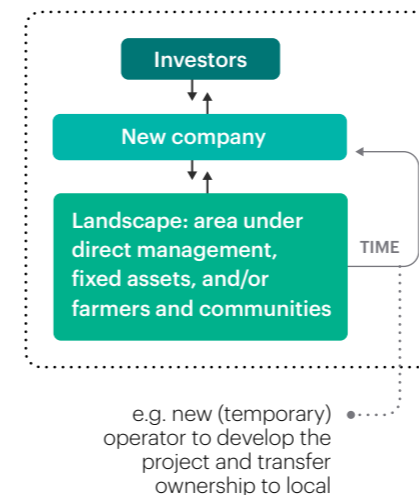 Investors
New company
Landscape: area under
direct management,
fixed assets, and/or
farmers and communities
TIME
e.g. new (temporary)
operator to develop the
project and transfer
ownership to local